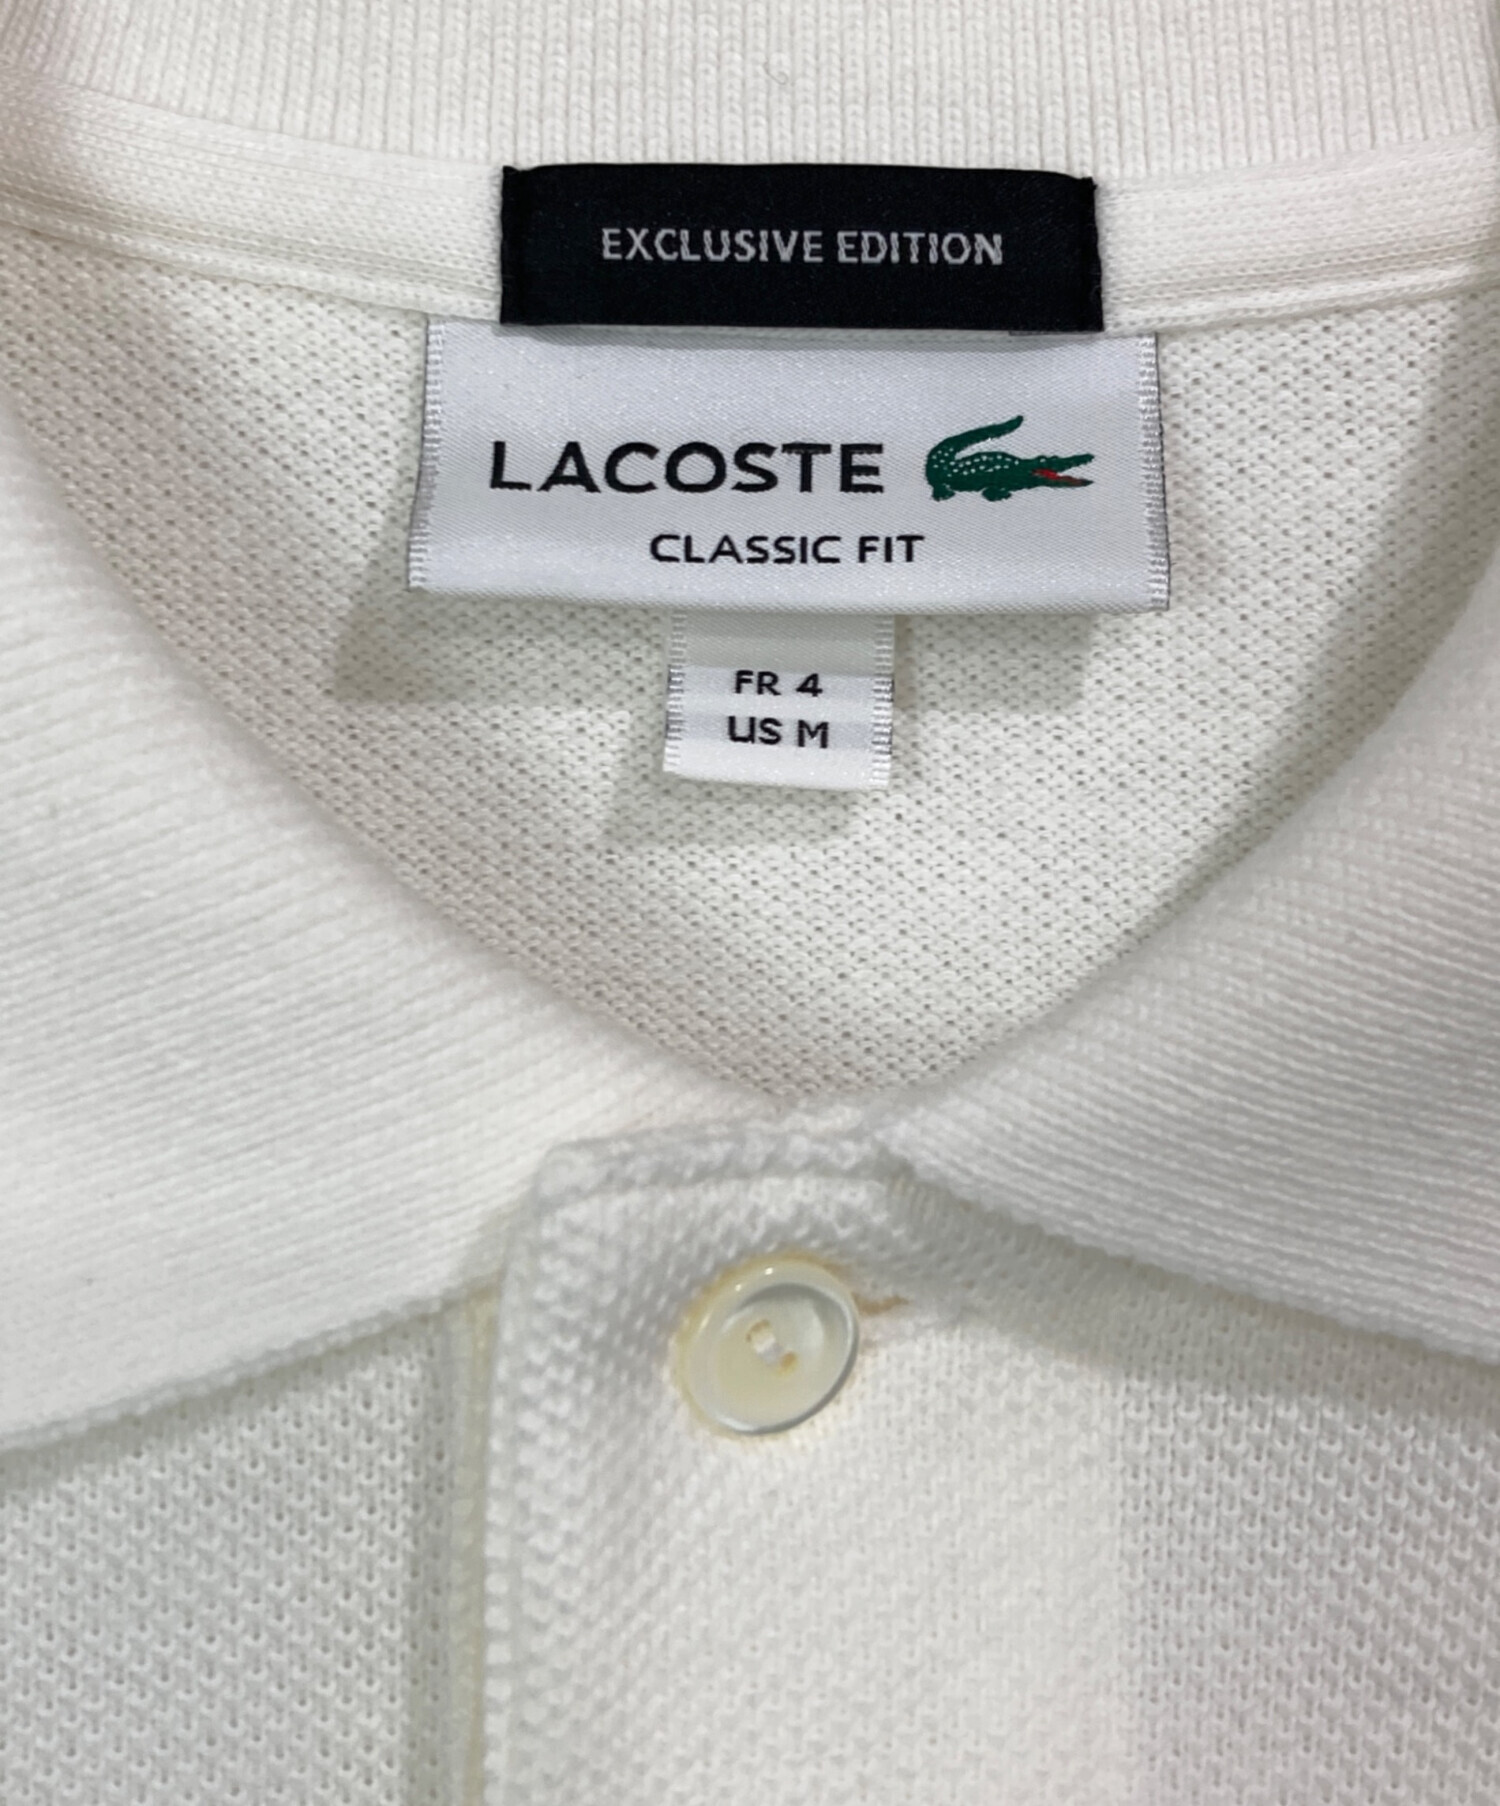 EXCLUSIVE EDITION
LACOSTE
CLASSIC FIT
FR 4
US M